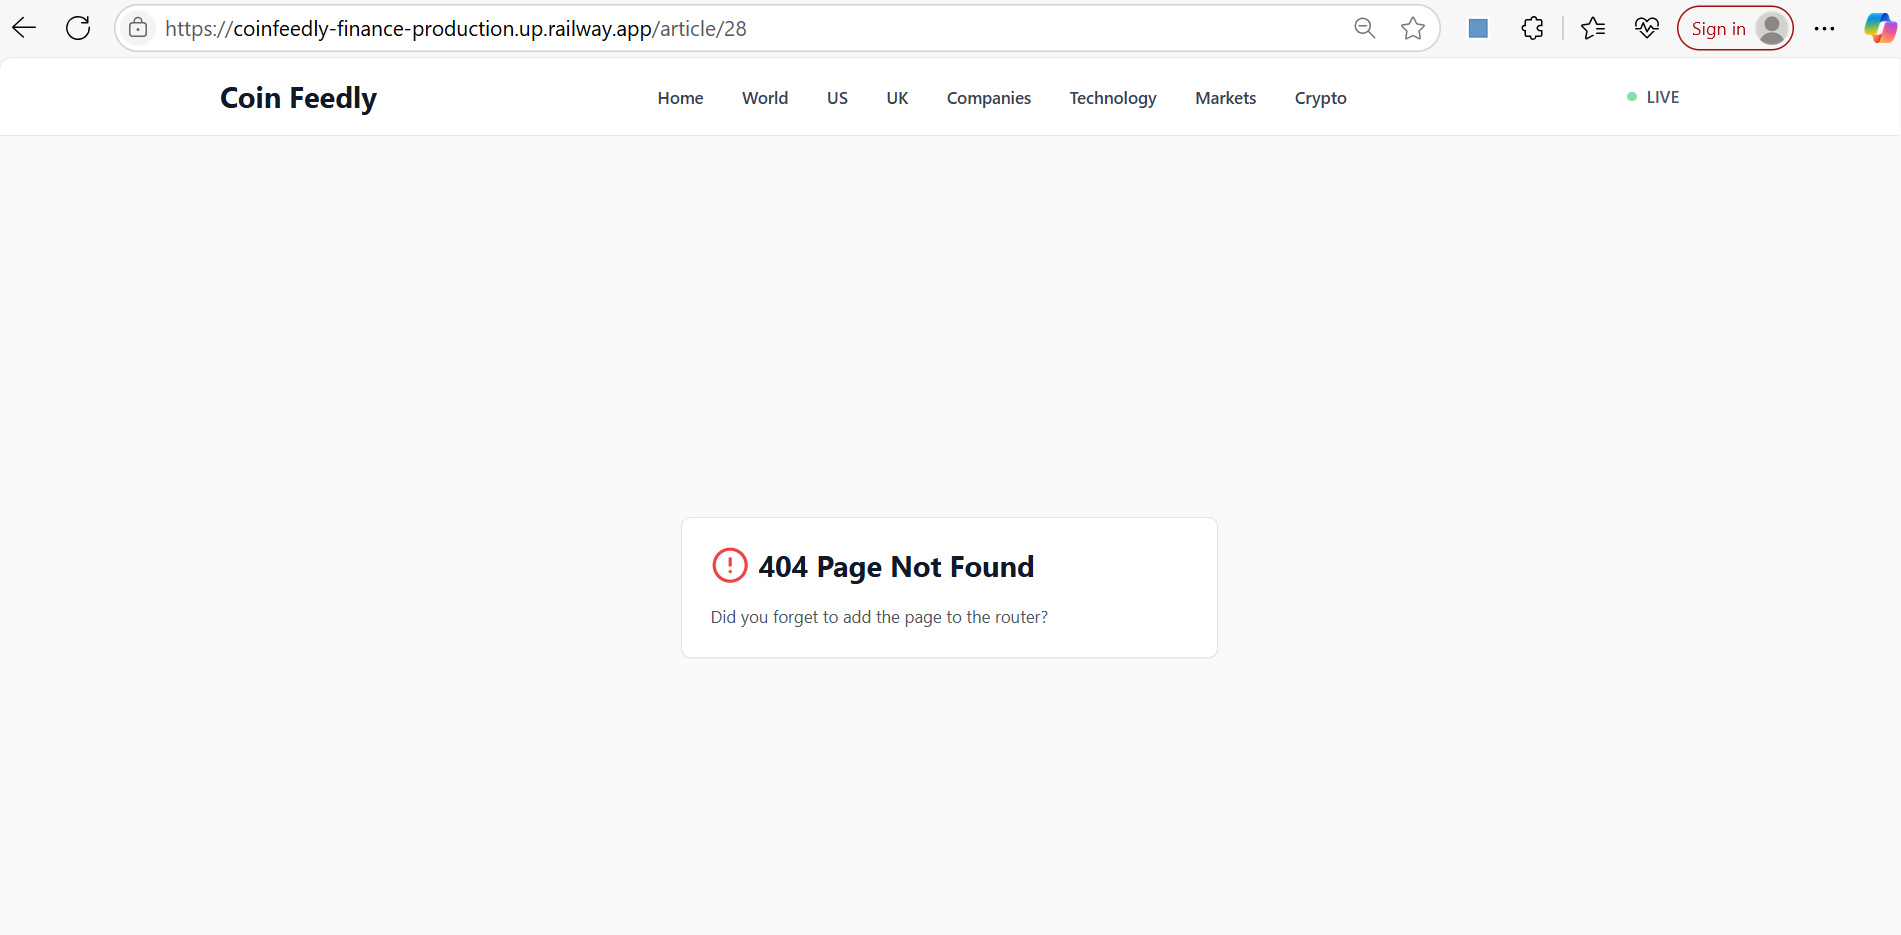 https://coinfeedly-finance-production.up.railway.app/article/28
Sign in
Coin Feedly
Home World US UK Companies Technology Markets Crypto
LIVE
404 Page Not Found
Did you forget to add the page to the router?